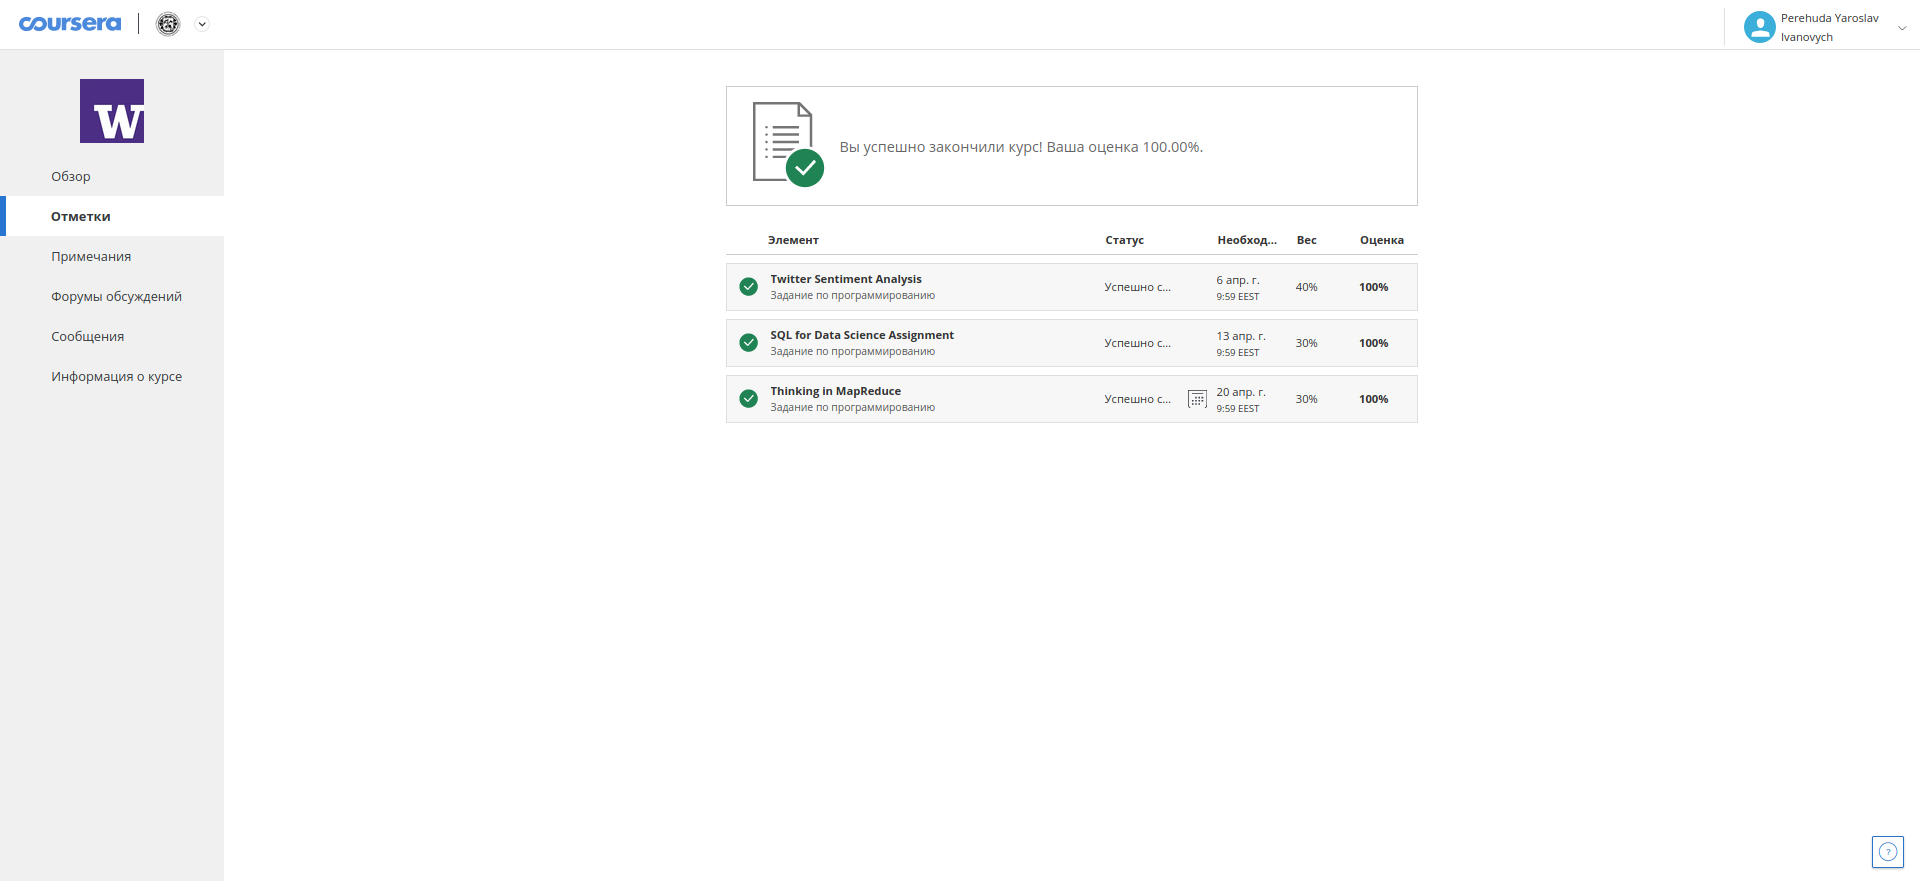 coursera
Perehuda Yaroslav
Ivanovych
W
Обзор
Отметки
Примечания
Форумы обсуждений
Сообщения
Информация о курсе
Вы успешно закончили курс! Ваша оценка 100.00%.
Элемент Статус Необход... Вес Оценка
Twitter Sentiment Analysis
Задание по программированию
Успешно с...
6 апр. г.
9:59 EEST
40%
100%
SQL for Data Science Assignment
Задание по программированию
Успешно с...
13 апр. г.
9:59 EEST
30%
100%
Thinking in MapReduce
Задание по программированию
Успешно с...
20 апр. г.
9:59 EEST
30%
100%
?